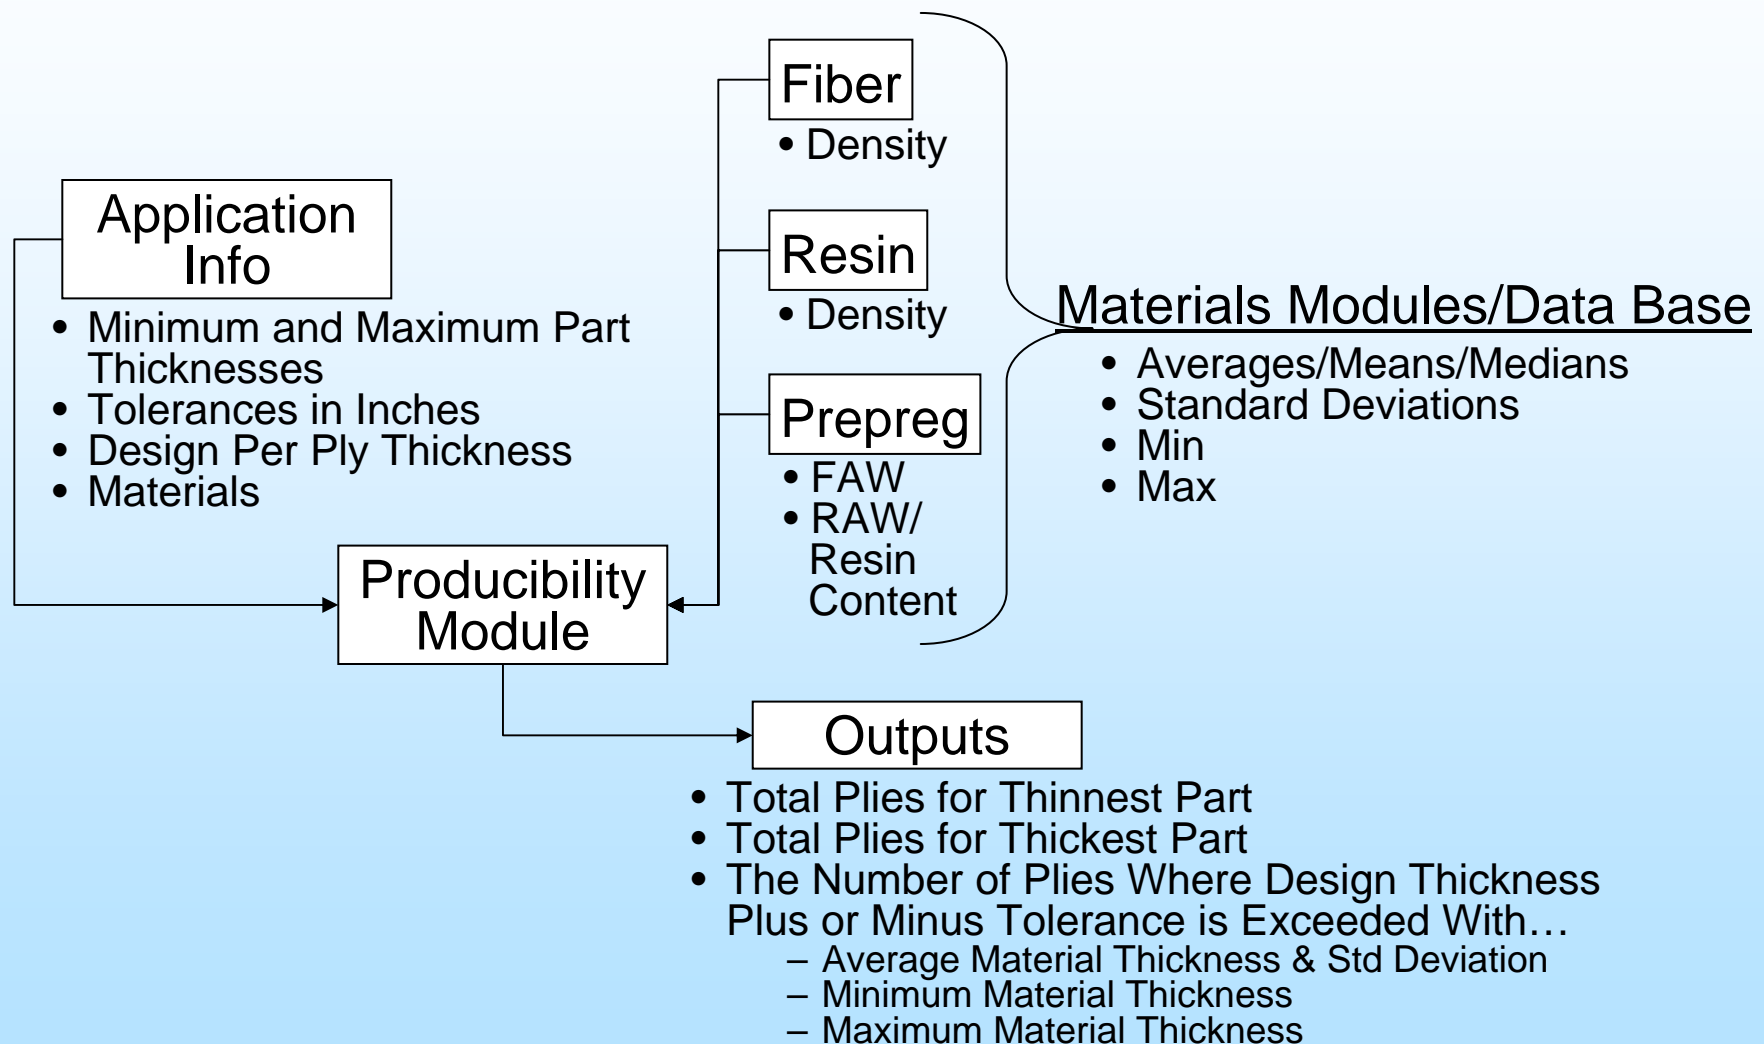 Fiber
• Density
Application
Info
• Minimum and Maximum Part
Thicknesses
• Tolerances in Inches
• Design Per Ply Thickness
• Materials
Resin
• Density
Prepreg
• FAW
• RAW/
Resin
Content
Materials Modules/Data Base
• Averages/Means/Medians
• Standard Deviations
• Min
• Max
Producibility
Module
Outputs
• Total Plies for Thinnest Part
• Total Plies for Thickest Part
• The Number of Plies Where Design Thickness
Plus or Minus Tolerance is Exceeded With…
– Average Material Thickness & Std Deviation
– Minimum Material Thickness
– Maximum Material Thickness